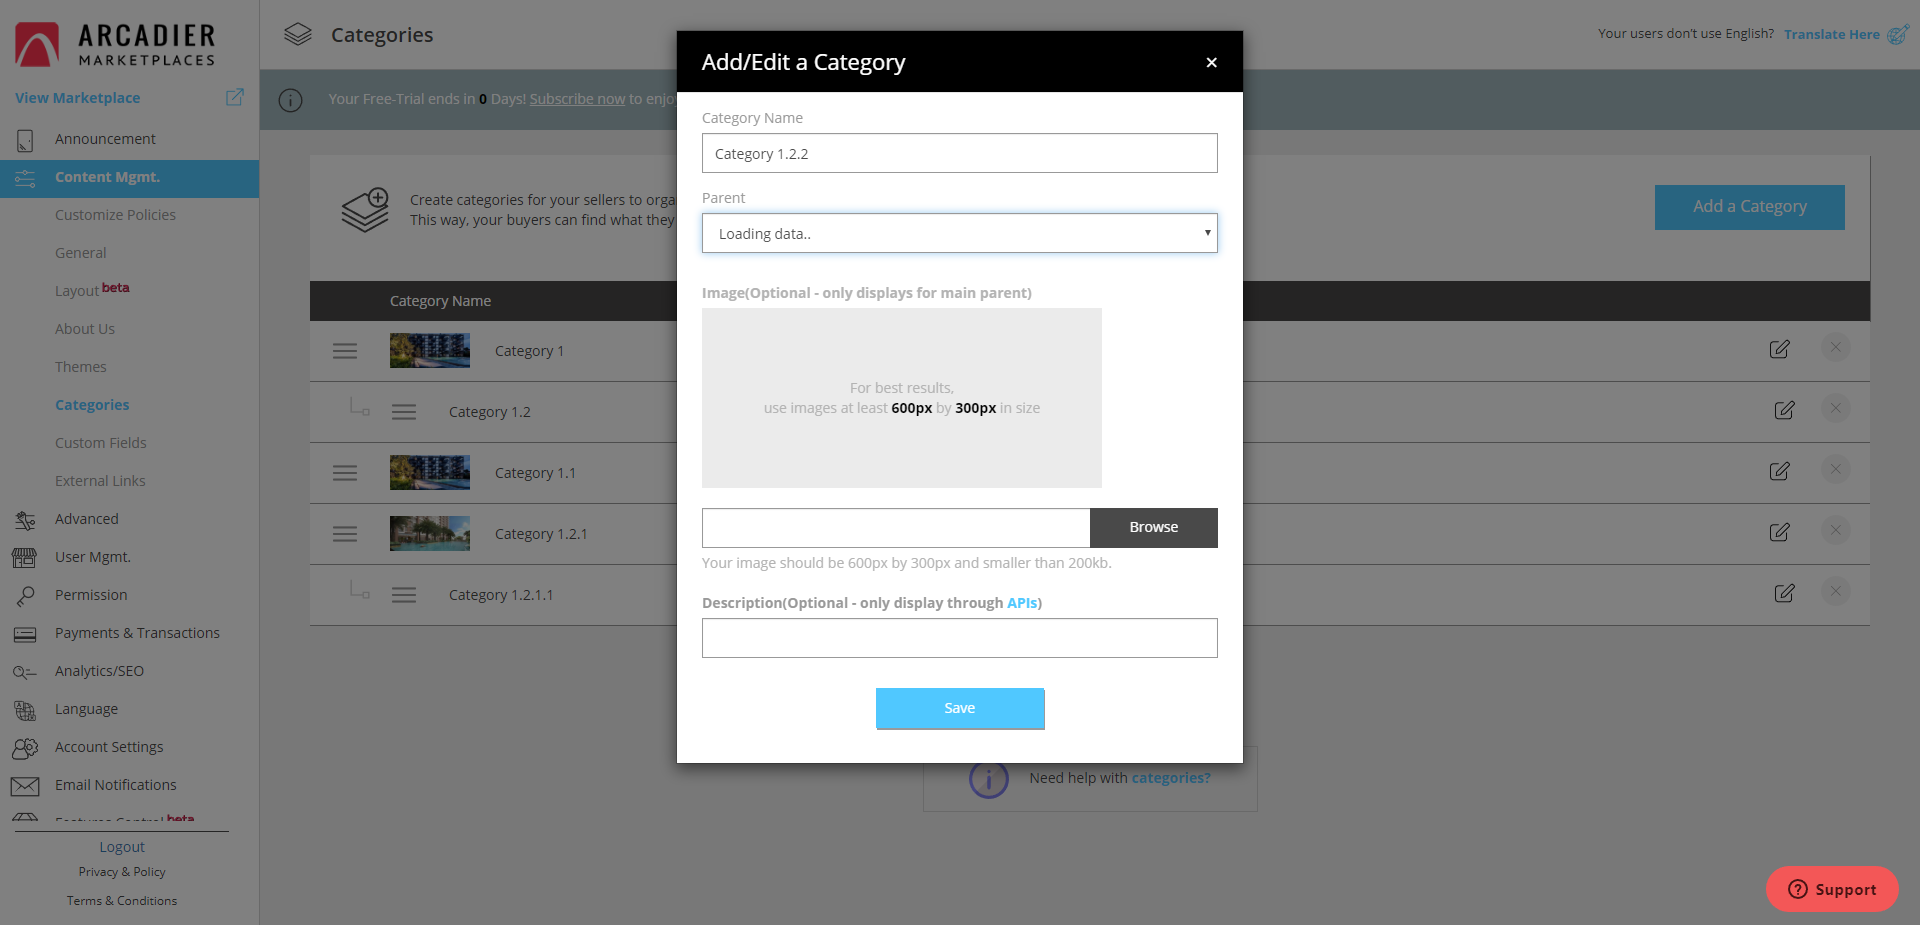 ARCADIER
MARKETPLACES
View Marketplace
Announcement
Content Mgmt.
Customize Policies
General
Layout beta
About Us
Themes
Categories
Custom Fields
External Links
Advanced
User Mgmt.
Permission
Payments & Transactions
Analytics/SEO
Language
Account Settings
Email Notifications
Features Control beta
Logout
Privacy & Policy
Terms & Conditions
Categories
Your users don't use English? Translate Here
Your Free-Trial ends in 0 Days! Subscribe now to enjoy
Create categories for your sellers to orga
This way, your buyers can find what they
Add a Category
Category Name
Category 1
Category 1.2
Category 1.1
Category 1.2.1
Category 1.2.1.1
Add/Edit a Category
×
Category Name
Category 1.2.2
Parent
Loading data..
Image(Optional - only displays for main parent)
For best results,
use images at least 600px by 300px in size
Browse
Your image should be 600px by 300px and smaller than 200kb.
Description(Optional - only display through APIs)
Save
Need help with categories?
Support